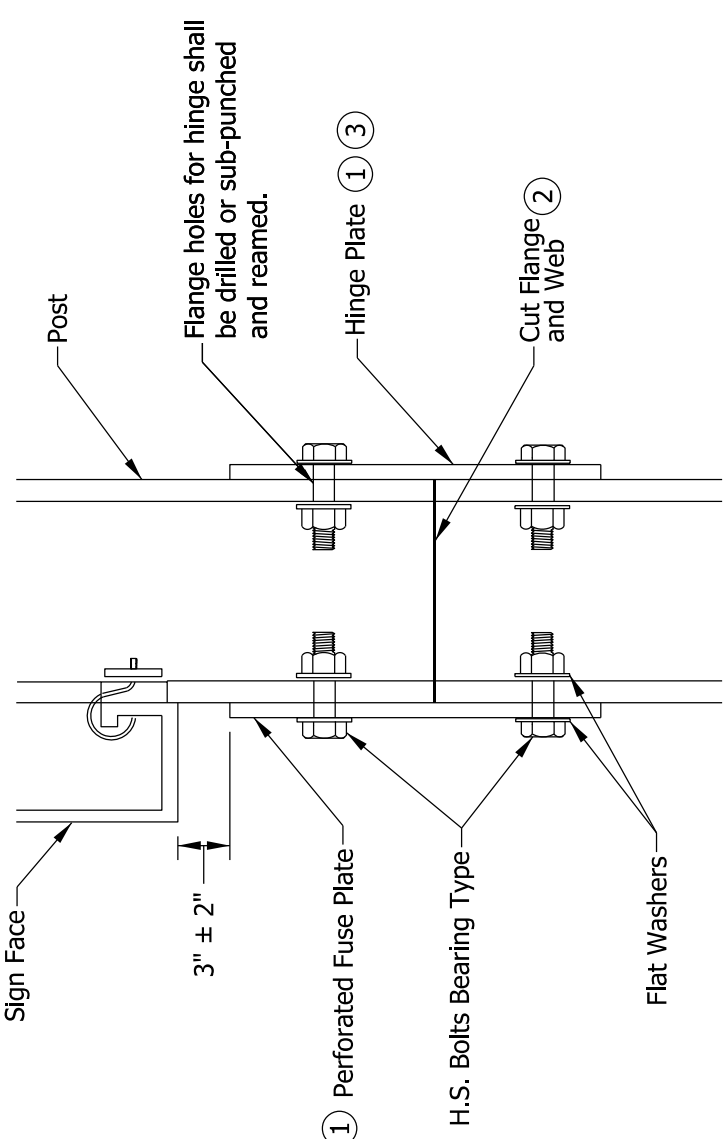 Sign Face
3" ± 2"
1 Perforated Fuse Plate
H.S. Bolts Bearing Type
Flat Washers
Post
Flange holes for hinge shall
be drilled or sub-punched
and reamed.
Hinge Plate 1 3
Cut Flange 2
and Web